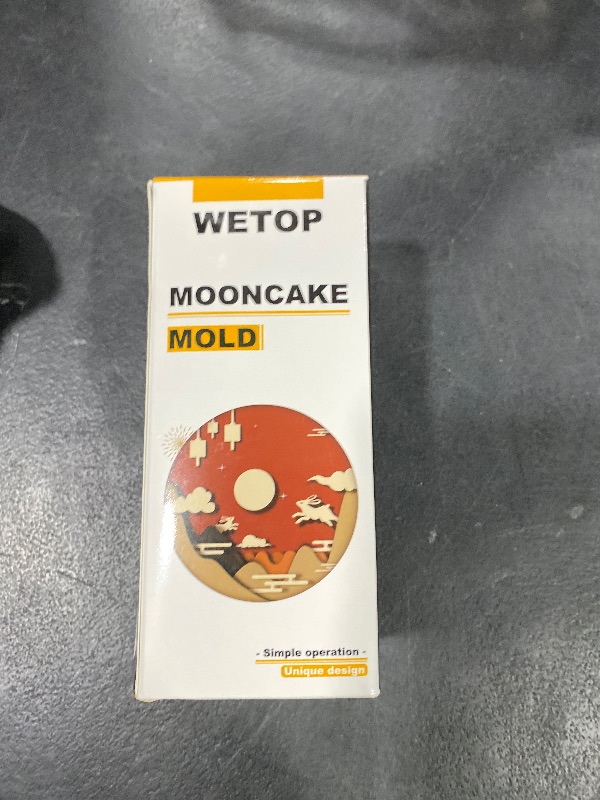 WETOP
MOONCAKE
MOLD
- Simple operation -
Unique design